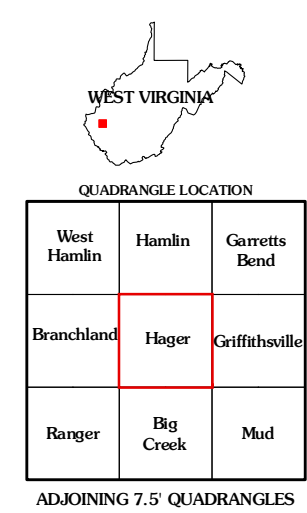 WEST VIRGINIA
QUADRANGLE LOCATION
West
Hamlin
Hamlin
Garretts
Bend
Branchland
Hager
Griffithsville
Ranger
Big
Creek
Mud
ADJOINING 7.5' QUADRANGLES